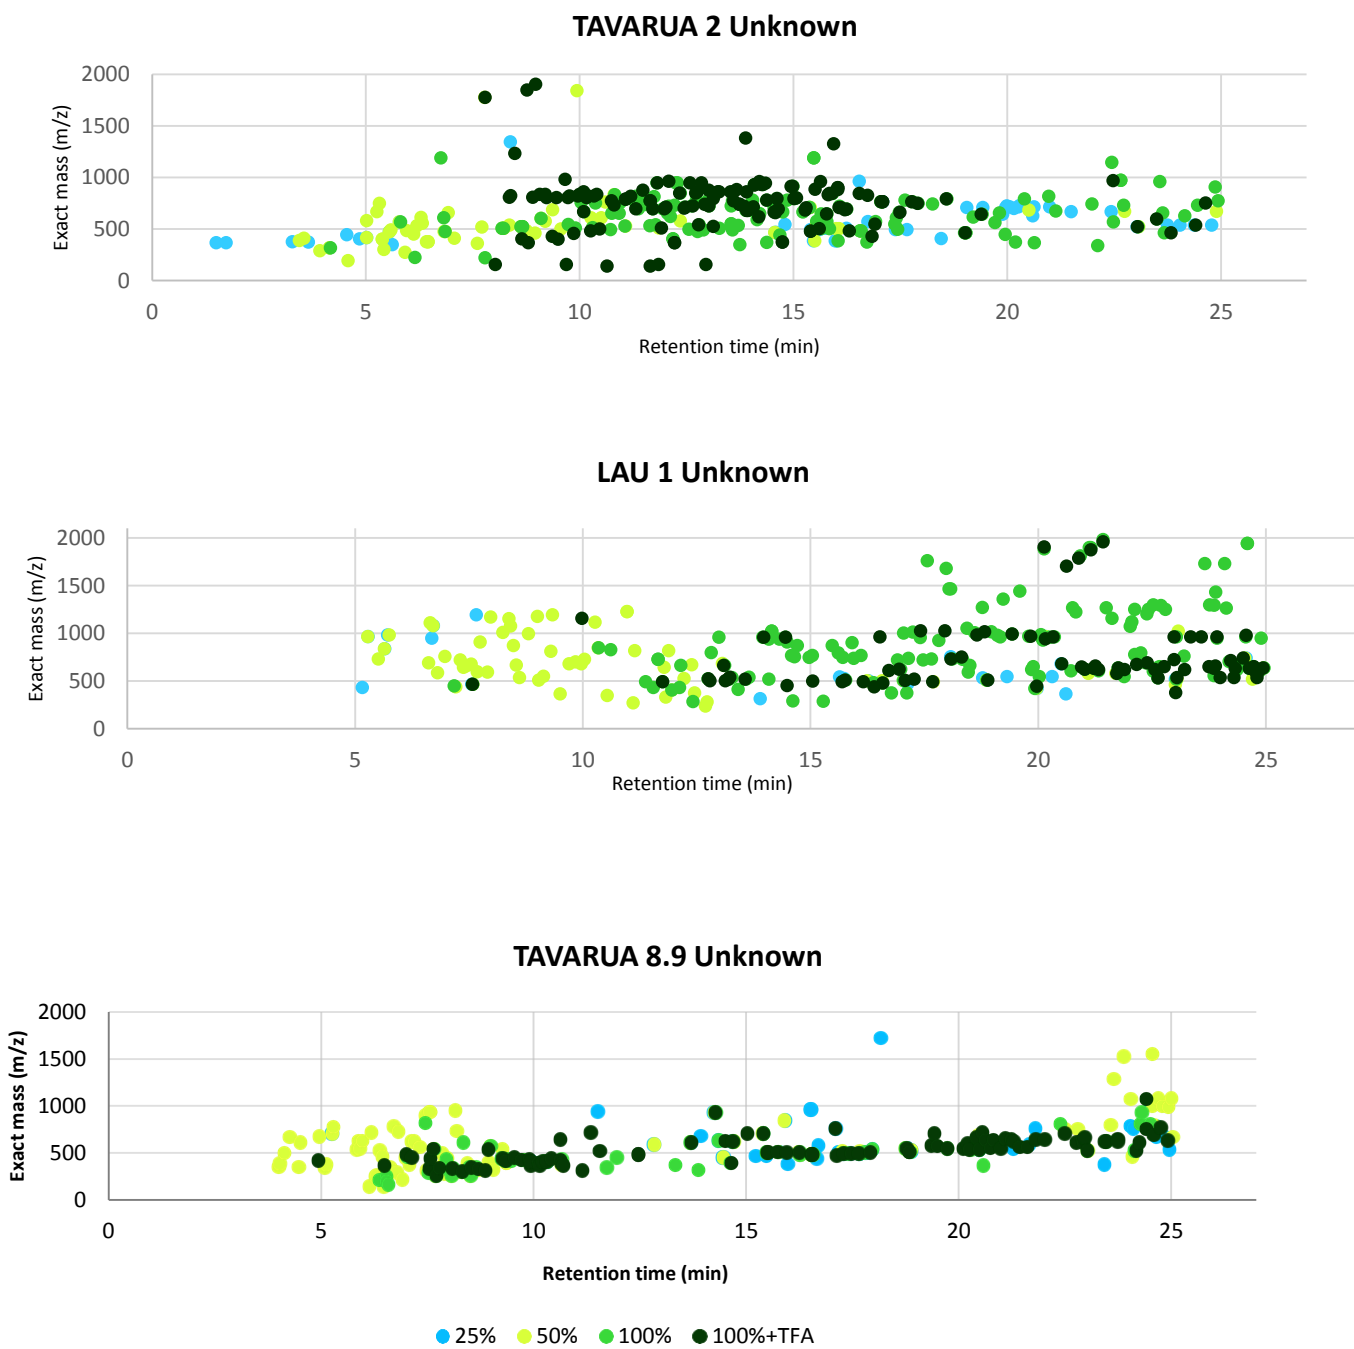 TAVARUA 2 Unknown
2000
1500
1000
500
0
Exact mass (m/z)
0 5 10 15 20 25
Retention time (min)
LAU 1 Unknown
2000
1500
1000
500
0
Exact mass (m/z)
0 5 10 15 20 25
Retention time (min)
TAVARUA 8.9 Unknown
2000
1500
1000
500
0
Exact mass (m/z)
0 5 10 15 20 25
Retention time (min)
25% 50% 100% 100%+TFA